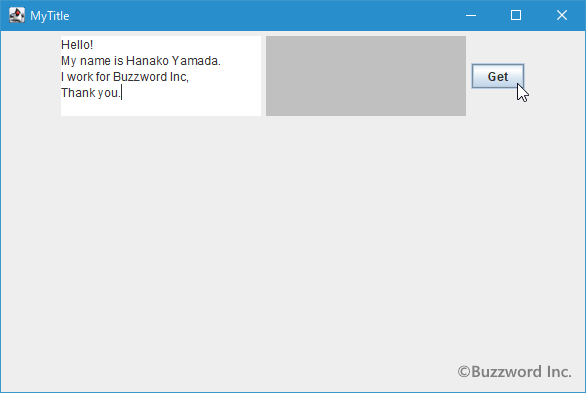 MyTitle
Hello!
My name is Hanako Yamada.
I work for Buzzword Inc,
Thank you.
Get
©Buzzword Inc.